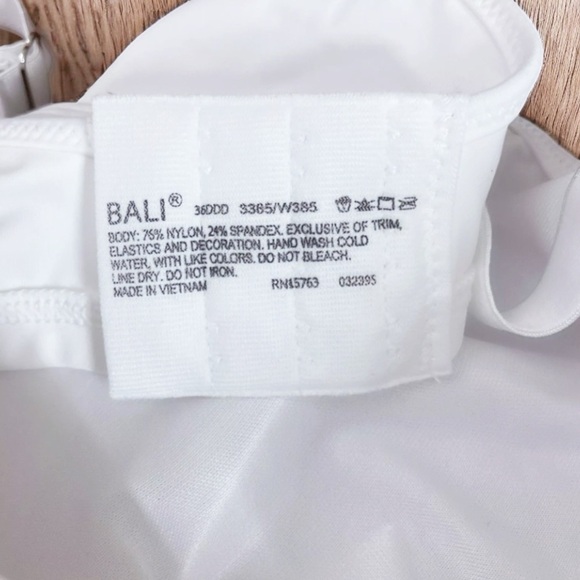 BALI® 36DDD 3385/W385
BODY: 76% NYLON, 24% SPANDEX. EXCLUSIVE OF TRIM,
ELASTICS AND DECORATION. HAND WASH COLD
WATER, WITH LIKE COLORS. DO NOT BLEACH.
LINE DRY. DO NOT IRON.
MADE IN VIETNAM RN15763 032395